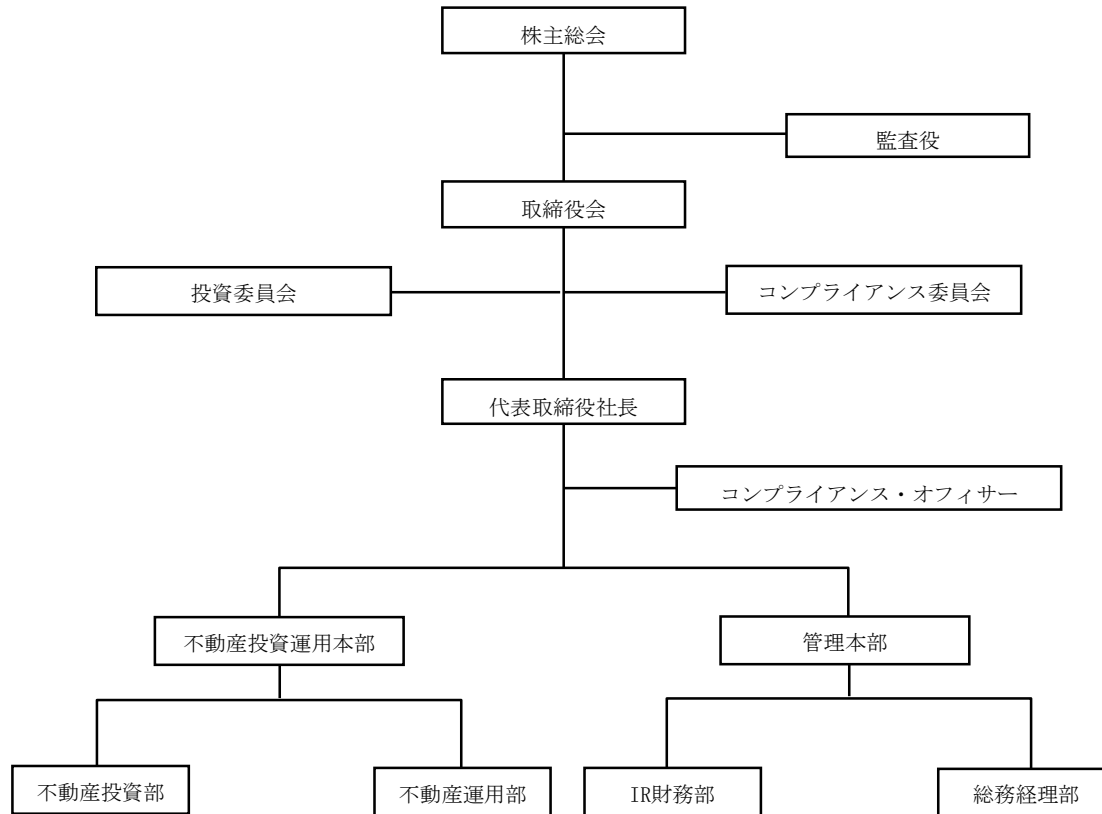 株主総会
監査役
取締役会
投資委員会
コンプライアンス委員会
代表取締役社長
コンプライアンス・オフィサー
不動産投資運用本部
管理本部
不動産投資部
不動産運用部
IR財務部
総務経理部